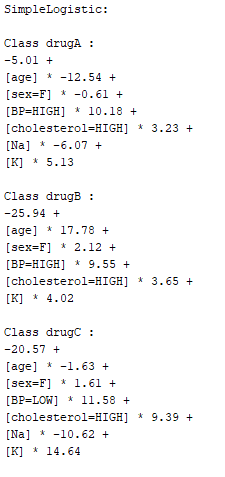 SimpleLogistic:
Class drugA :
-5.01 +
[age] * -12.54 +
[sex=F] * -0.61 +
[BP=HIGH] * 10.18 +
[cholesterol=HIGH] * 3.23 +
[Na] * -6.07 +
[K] * 5.13
Class drugB :
-25.94 +
[age] * 17.78 +
[sex=F] * 2.12 +
[BP=HIGH] * 9.55 +
[cholesterol=HIGH] * 3.65 +
[K] * 4.02
Class drugC :
-20.57 +
[age] * -1.63 +
[sex=F] * 1.61 +
[BP=LOW] * 11.58 +
[cholesterol=HIGH] * 9.39 +
[Na] * -10.62 +
[K] * 14.64